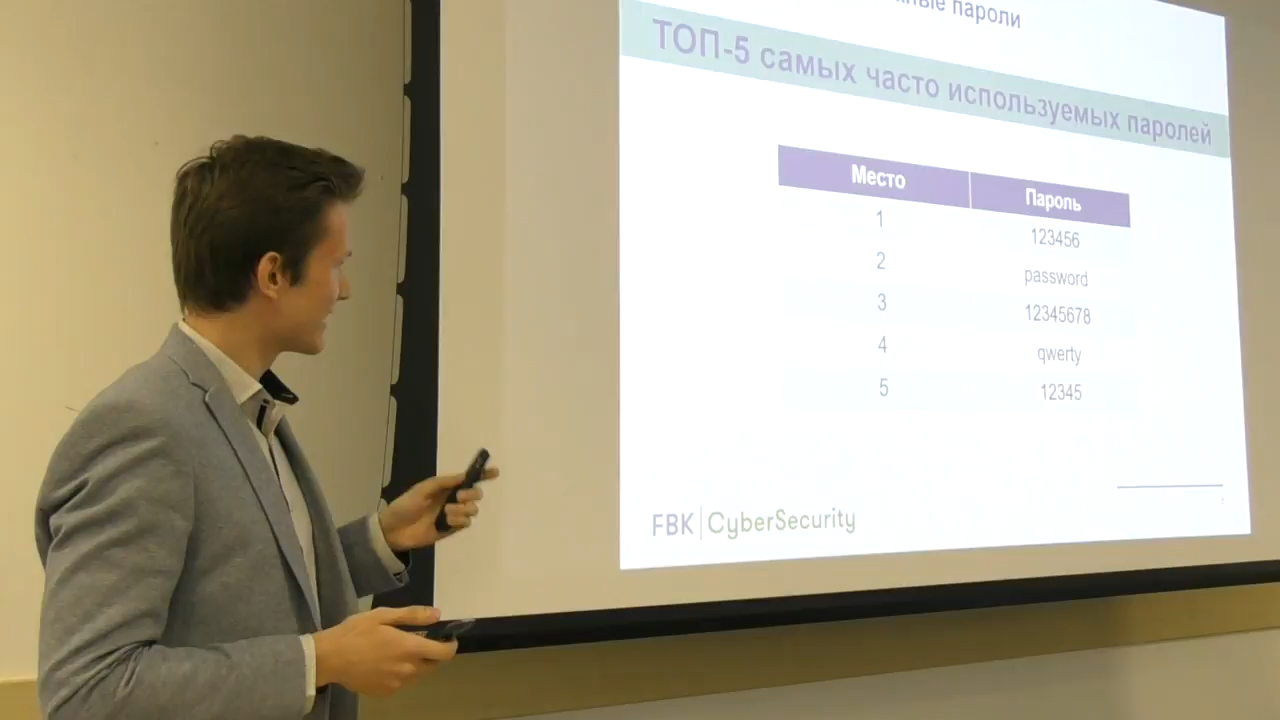 пароли
ТОП-5 самых часто используемых паролей
Место Пароль
1 123456
2 password
3 12345678
4 qwerty
5 12345
FBK CyberSecurity